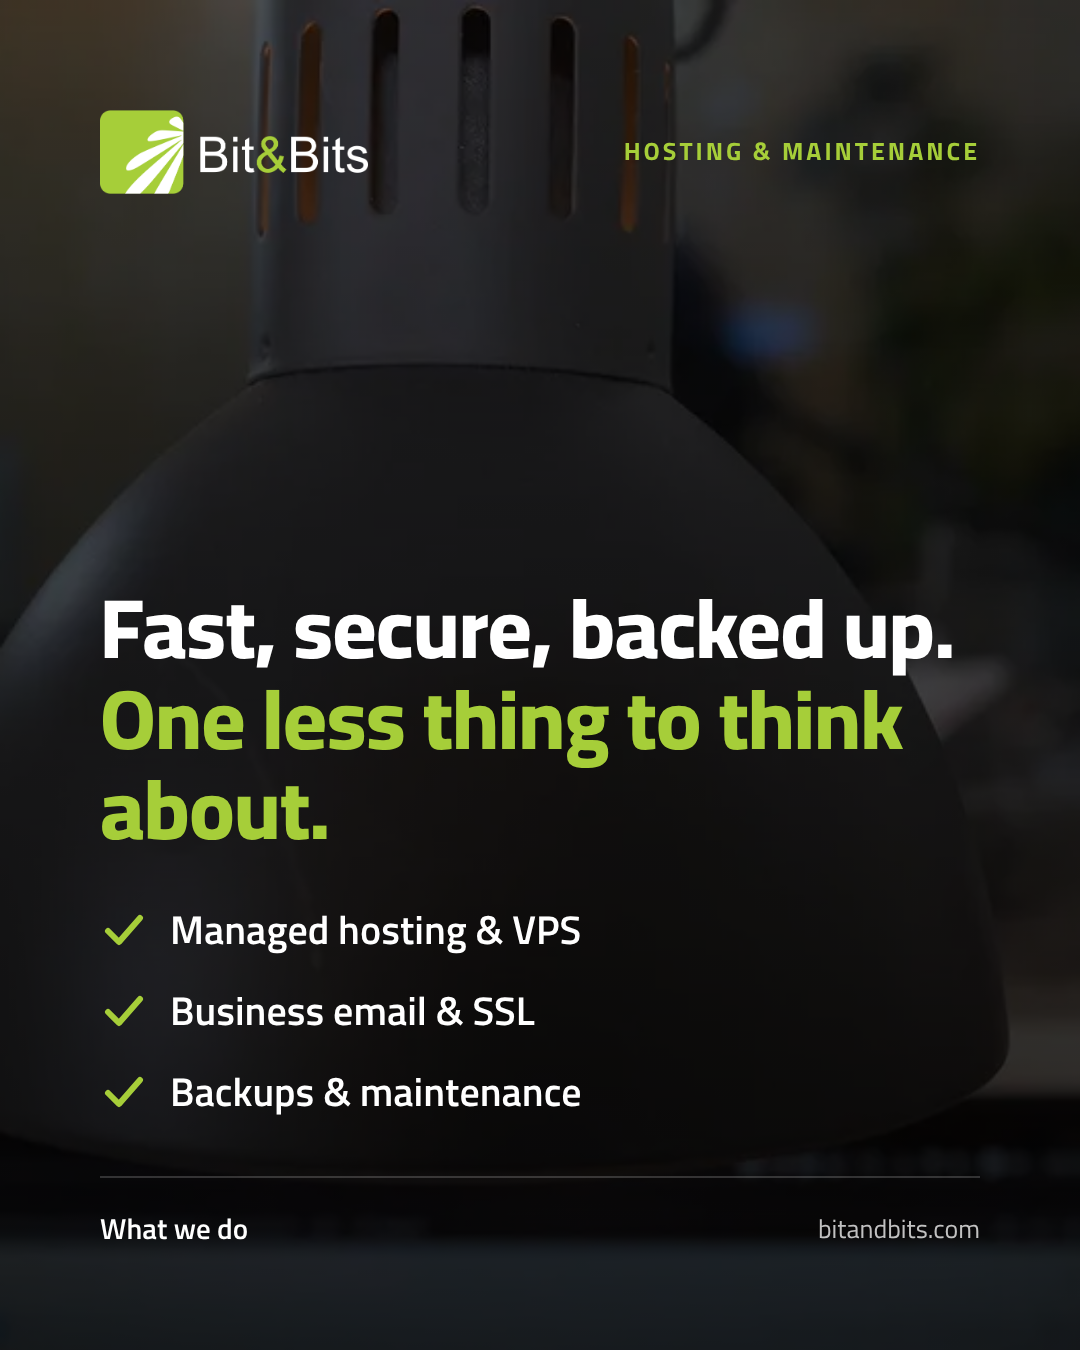 Bit&Bits
HOSTING & MAINTENANCE
Fast, secure, backed up.
One less thing to think
about.
Managed hosting & VPS
Business email & SSL
Backups & maintenance
What we do
bitandbits.com